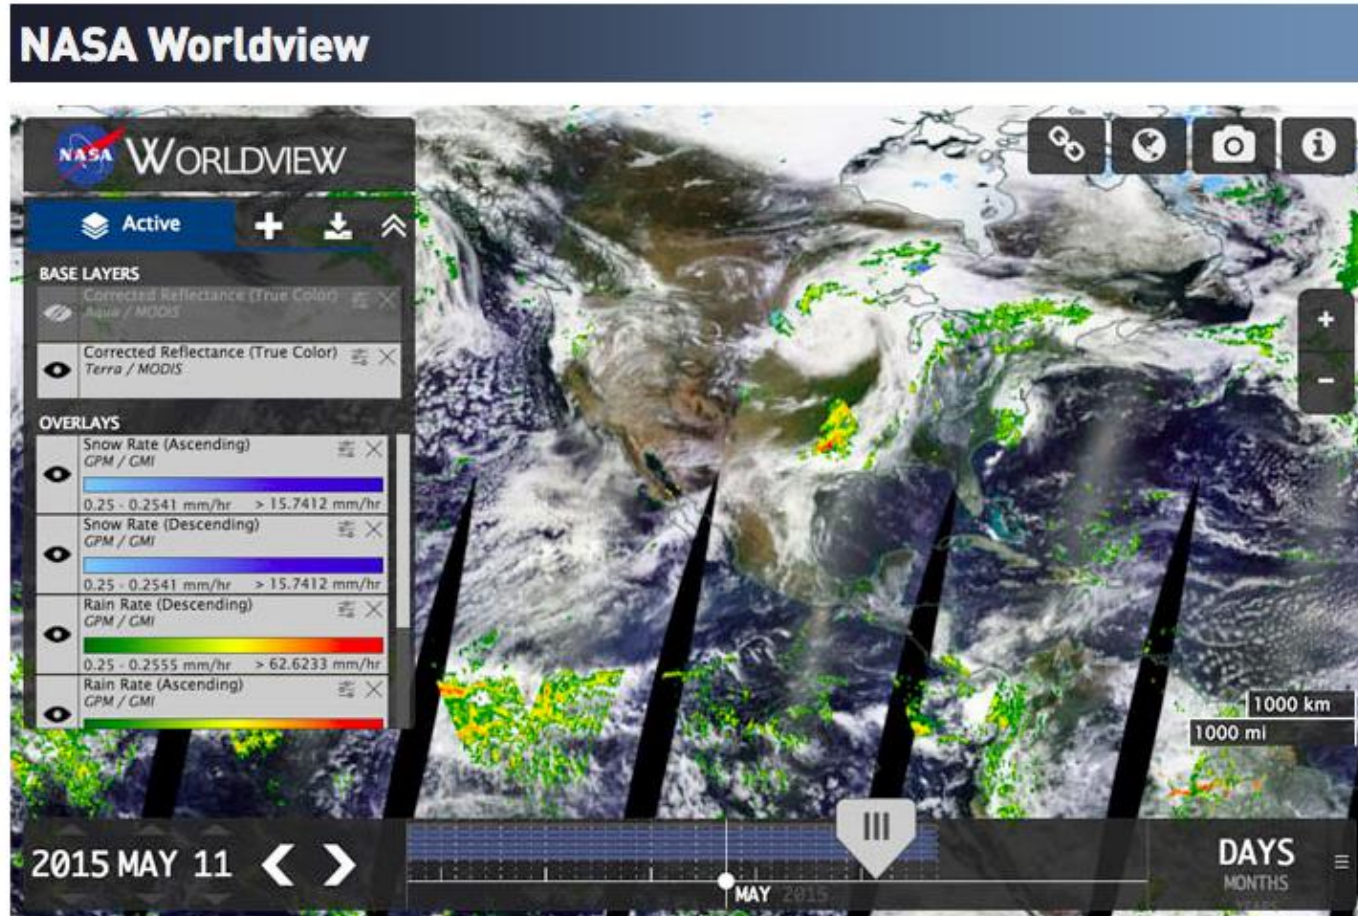 NASA Worldview
NASA WORLDVIEW
Active
BASE LAYERS
Corrected Reflectance (True Color)
Aqua / MODIS
Corrected Reflectance (True Color)
Terra / MODIS
OVERLAYS
Snow Rate (Ascending)
GPM / GMI
0.25 - 0.2541 mm/hr > 15.7412 mm/hr
Snow Rate (Descending)
GPM / GMI
0.25 - 0.2541 mm/hr > 15.7412 mm/hr
Rain Rate (Descending)
GPM / GMI
0.25 - 0.2555 mm/hr > 62.6233 mm/hr
Rain Rate (Ascending)
GPM / GMI
1000 km
1000 mi
2015 MAY 11
MAY 2015
DAYS
MONTHS
YEARS